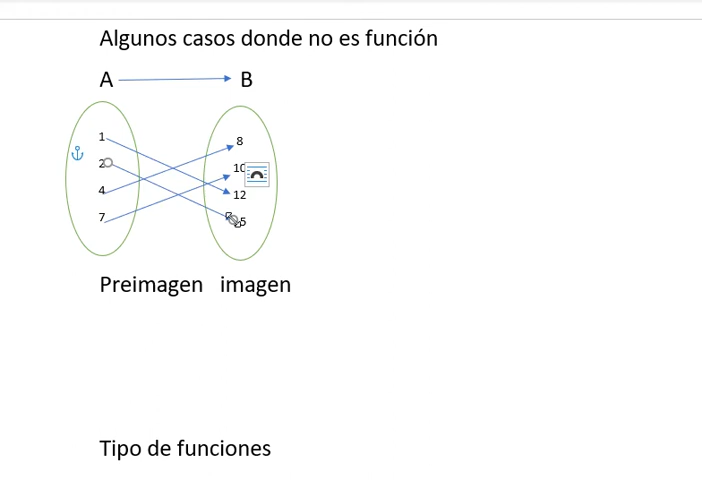 Algunos casos donde no es función
A B
1 8
2 10
4 12
7 5
Preimagen imagen
Tipo de funciones